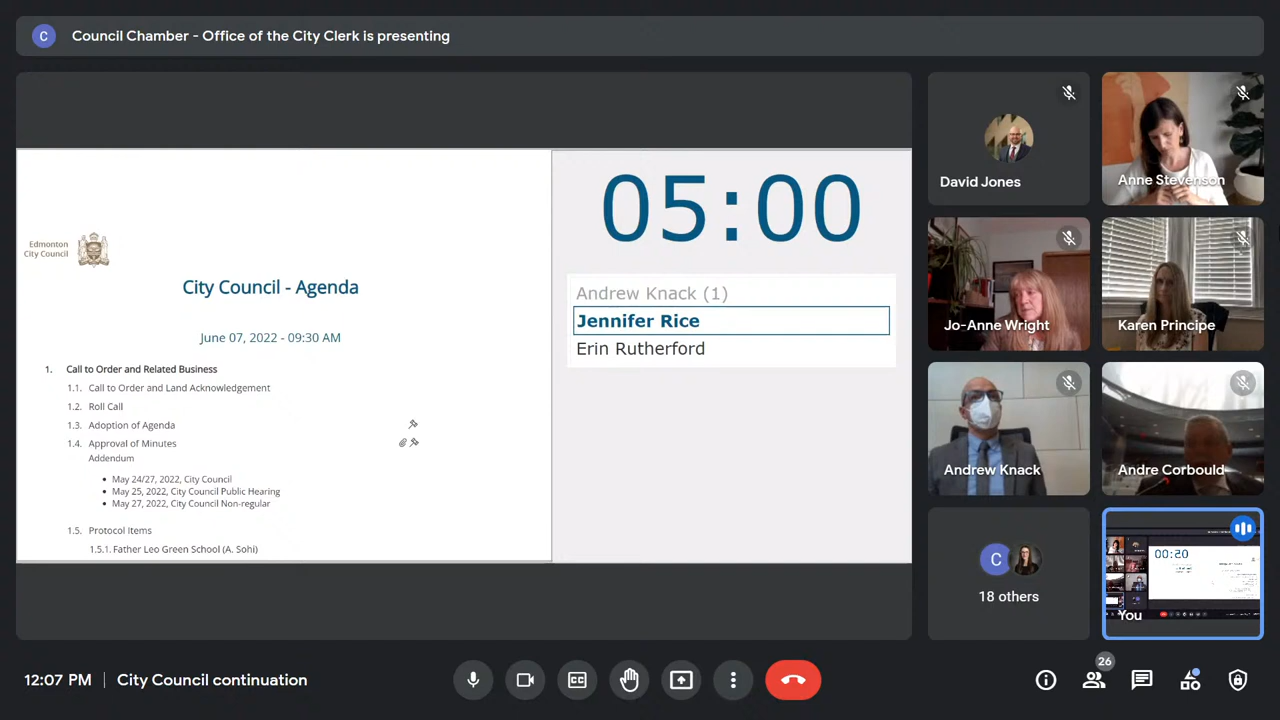 C
Council Chamber - Office of the City Clerk is presenting
Edmonton
City Council
City Council - Agenda
June 07, 2022 - 09:30 AM
1. Call to Order and Related Business
1.1. Call to Order and Land Acknowledgement
1.2. Roll Call
1.3. Adoption of Agenda
1.4. Approval of Minutes
Addendum
• May 24/27, 2022, City Council
• May 25, 2022, City Council Public Hearing
• May 27, 2022, City Council Non-regular
1.5. Protocol Items
1.5.1. Father Leo Green School (A. Sohi)
05:00
Andrew Knack (1)
Jennifer Rice
Erin Rutherford
David Jones
Anne Stevenson
Jo-Anne Wright
Karen Principe
Andrew Knack
Andre Corbould
C
18 others
00:20
You
12:07 PM | City Council continuation
CC
26